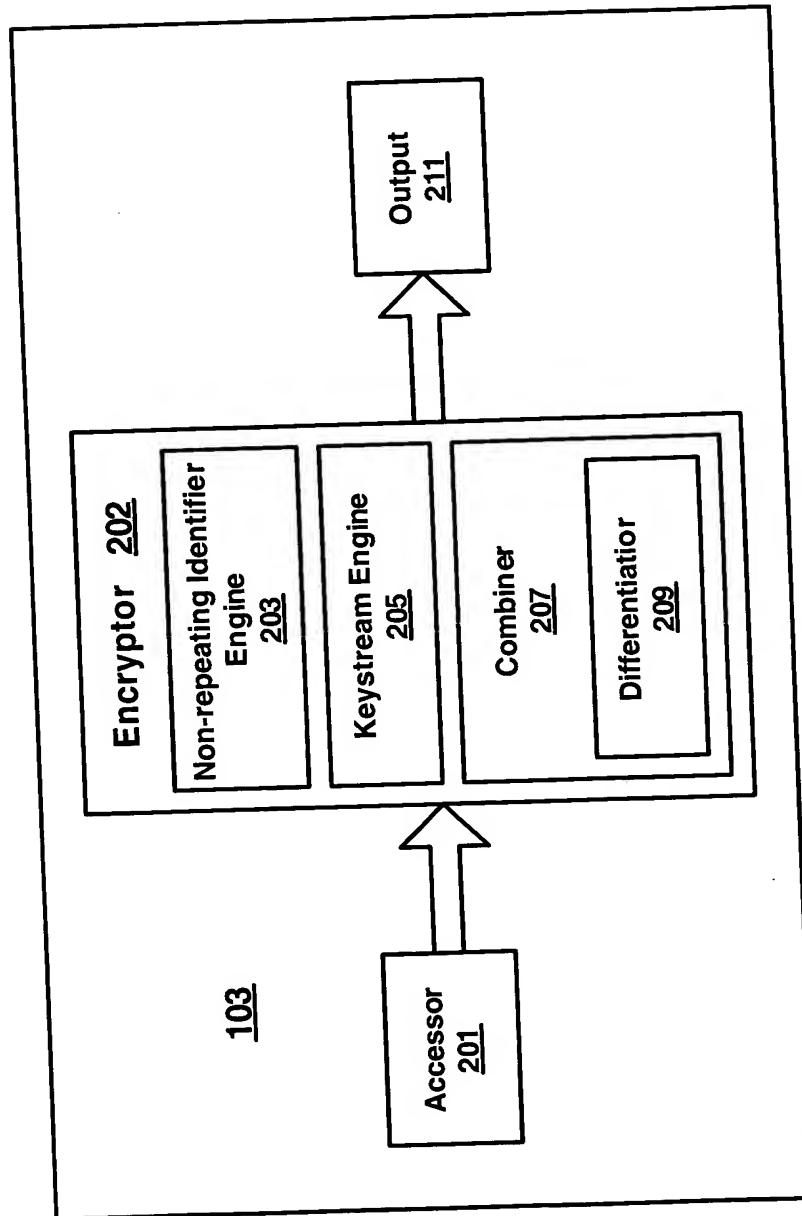 103
Accessor
201
Encryptor 202
Non-repeating Identifier
Engine
203
Keystream Engine
205
Combiner
207
Differentiatior
209
Output
211